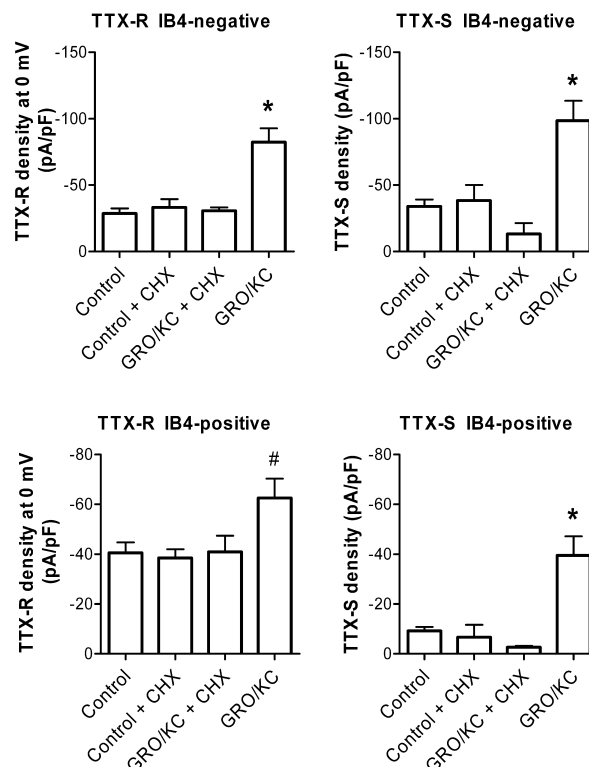 TTX-R IB4-negative
TTX-R density at 0 mV
(pA/pF)
-150
-100
-50
0
*
Control
Control + CHX
GRO/KC + CHX
GRO/KC
TTX-S IB4-negative
TTX-S density (pA/pF)
-150
-100
-50
0
*
Control
Control + CHX
GRO/KC + CHX
GRO/KC
TTX-R IB4-positive
TTX-R density at 0 mV
(pA/pF)
-80
-60
-40
-20
0
#
Control
Control + CHX
GRO/KC + CHX
GRO/KC
TTX-S IB4-positive
TTX-S density (pA/pF)
-80
-60
-40
-20
0
*
Control
Control + CHX
GRO/KC + CHX
GRO/KC